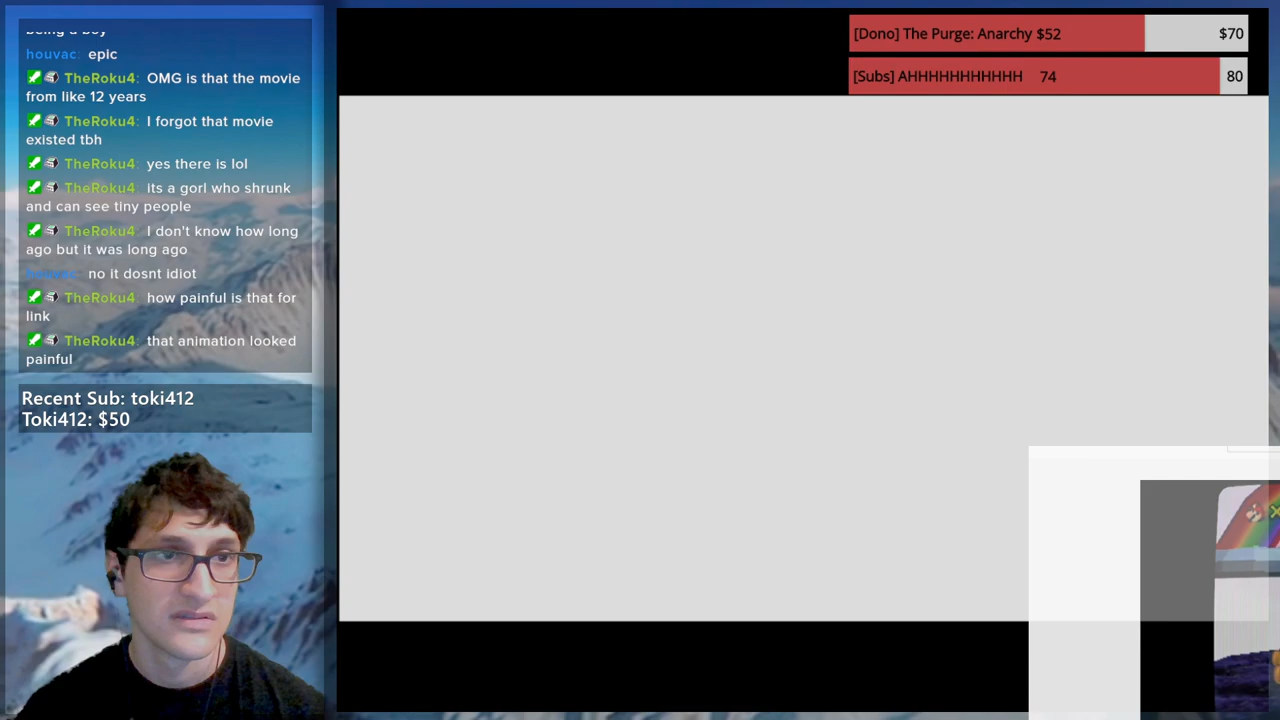 being a boy
houvac: epic
TheRoku4: OMG is that the movie
from like 12 years
TheRoku4: I forgot that movie
existed tbh
TheRoku4: yes there is lol
TheRoku4: its a gorl who shrunk
and can see tiny people
TheRoku4: I don't know how long
ago but it was long ago
houvac: no it dosnt idiot
TheRoku4: how painful is that for
link
TheRoku4: that animation looked
painful
Recent Sub: toki412
Toki412: $50
[Dono] The Purge: Anarchy $52 $70
[Subs] AHHHHHHHHHHH 74 80